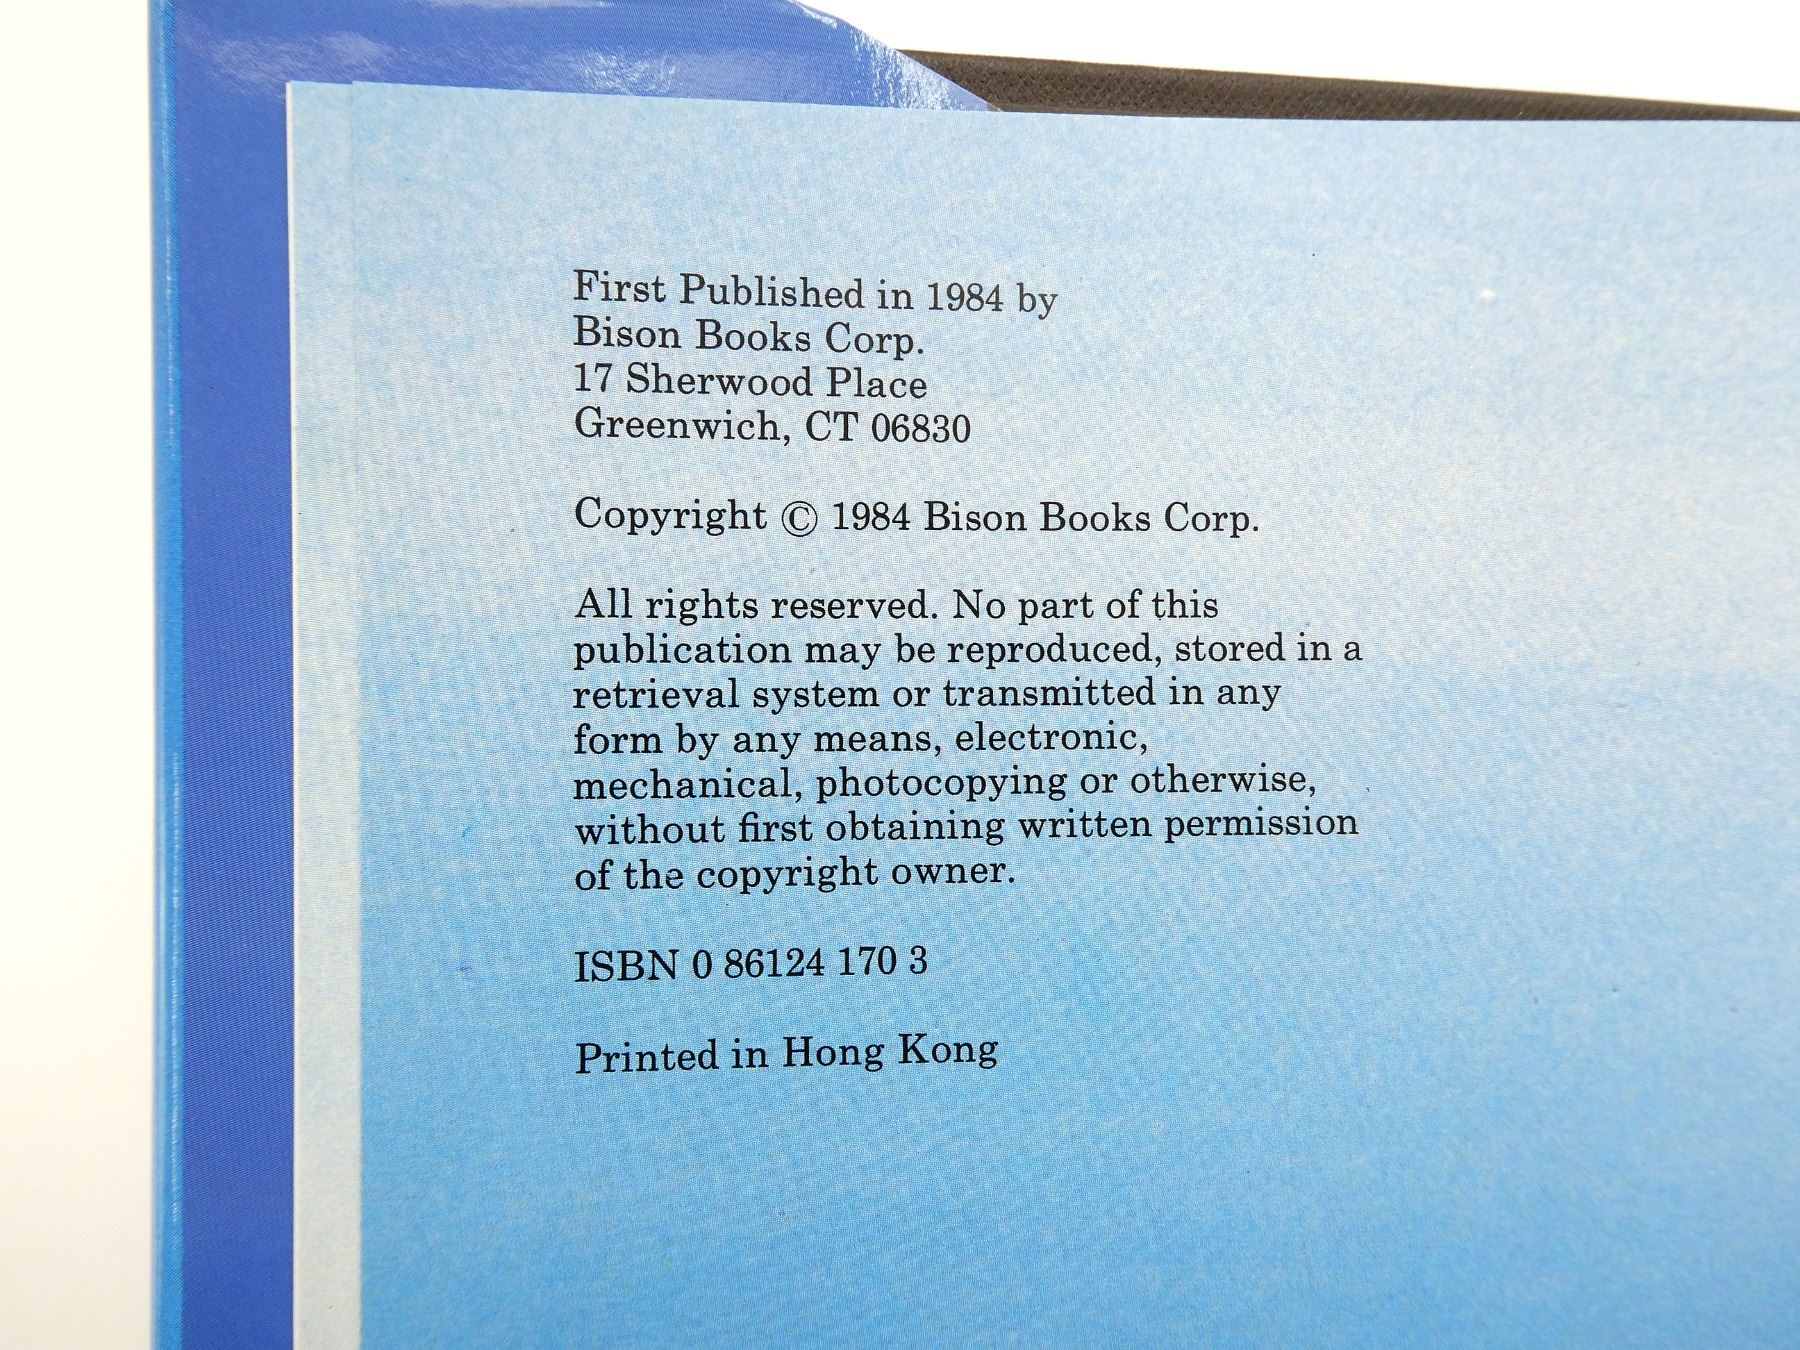 First Published in 1984 by
Bison Books Corp.
17 Sherwood Place
Greenwich, CT 06830
Copyright © 1984 Bison Books Corp.
All rights reserved. No part of this
publication may be reproduced, stored in a
retrieval system or transmitted in any
form by any means, electronic,
mechanical, photocopying or otherwise,
without first obtaining written permission
of the copyright owner.
ISBN 0 86124 170 3
Printed in Hong Kong